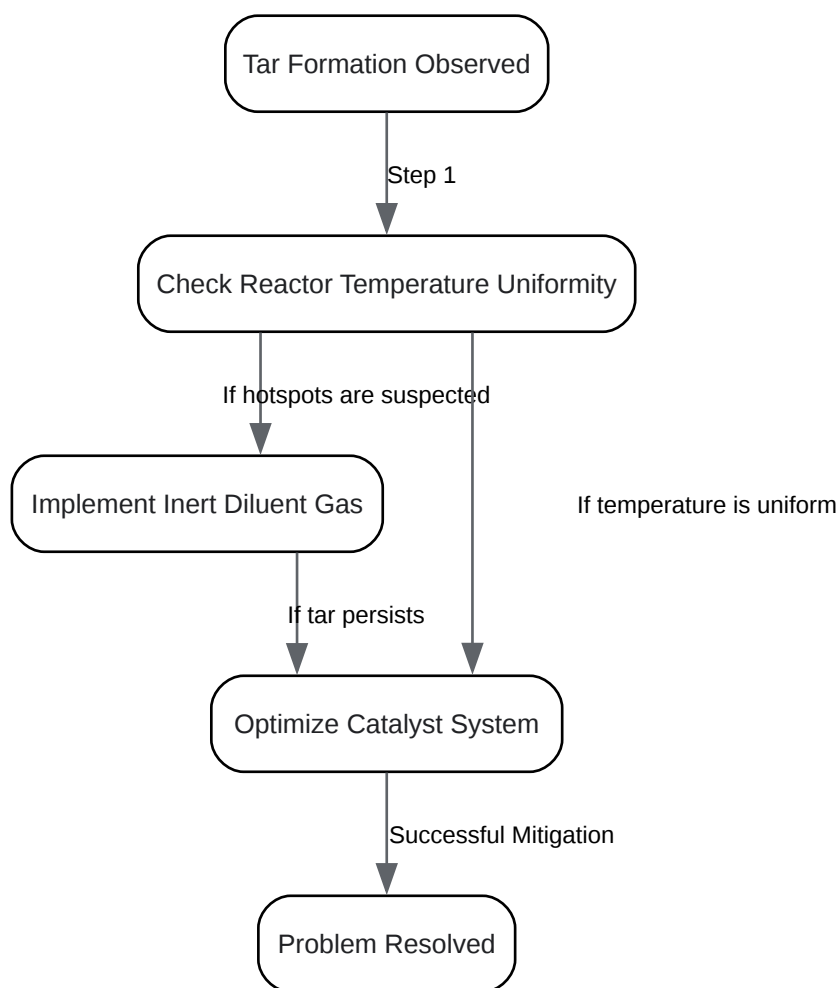 Tar Formation Observed
Step 1
Check Reactor Temperature Uniformity
If hotspots are suspected
Implement Inert Diluent Gas
If temperature is uniform
If tar persists
Optimize Catalyst System
Successful Mitigation
Problem Resolved